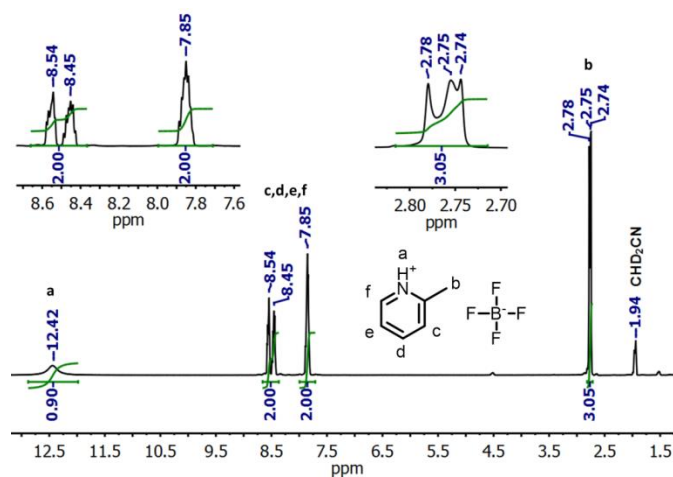 8.54
8.45
7.85
2.00
2.00
8.6 8.4 8.2 8.0 7.8 7.6
ppm
2.78
2.75
2.74
3.05
2.80 2.75 2.70
ppm
b
2.78
2.75
2.74
c,d,e,f
7.85
8.54
8.45
a
12.42
a
H
N+
b
f
e
d
c
F
F B- F
F
1.94 CHD2CN
0.90
2.00
2.00
3.05
12.5 11.5 10.5 9.5 8.5 7.5 6.5 5.5 4.5 3.5 2.5 1.5
ppm